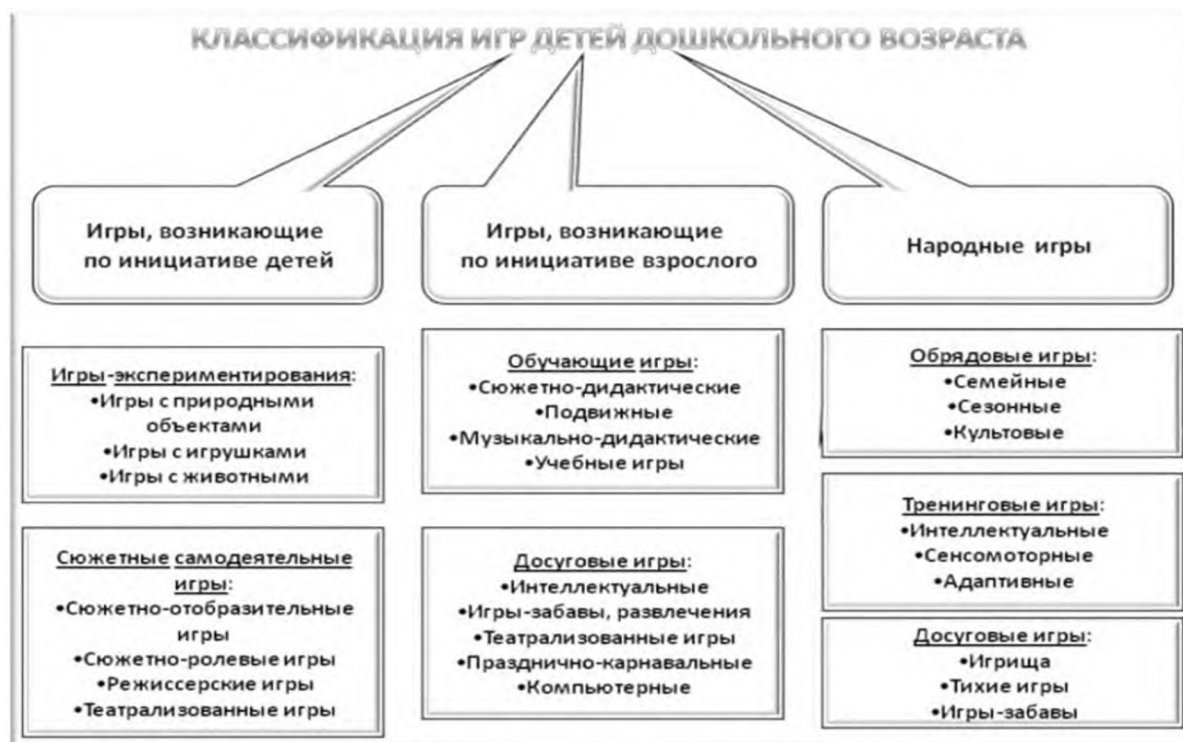 КЛАССИФИКАЦИЯ ИГР ДЕТЕЙ ДОШКОЛЬНОГО ВОЗРАСТА
Игры, возникающие
по инициативе детей
Игры-экспериментирования:
•Игры с природными
объектами
•Игры с игрушками
•Игры с животными
Сюжетные самодеятельные
игры:
•Сюжетно-отобразительные
игры
•Сюжетно-ролевые игры
•Режиссерские игры
•Театрализованные игры
Игры, возникающие
по инициативе взрослого
Обучающие игры:
•Сюжетно-дидактические
•Подвижные
•Музыкально-дидактические
•Учебные игры
Досуговые игры:
•Интеллектуальные
•Игры-забавы, развлечения
•Театрализованные игры
•Празднично-карнавальные
•Компьютерные
Народные игры
Обрядовые игры:
•Семейные
•Сезонные
•Культовые
Тренинговые игры:
•Интеллектуальные
•Сенсомоторные
•Адаптивные
Досуговые игры:
•Игрища
•Тихие игры
•Игры-забавы